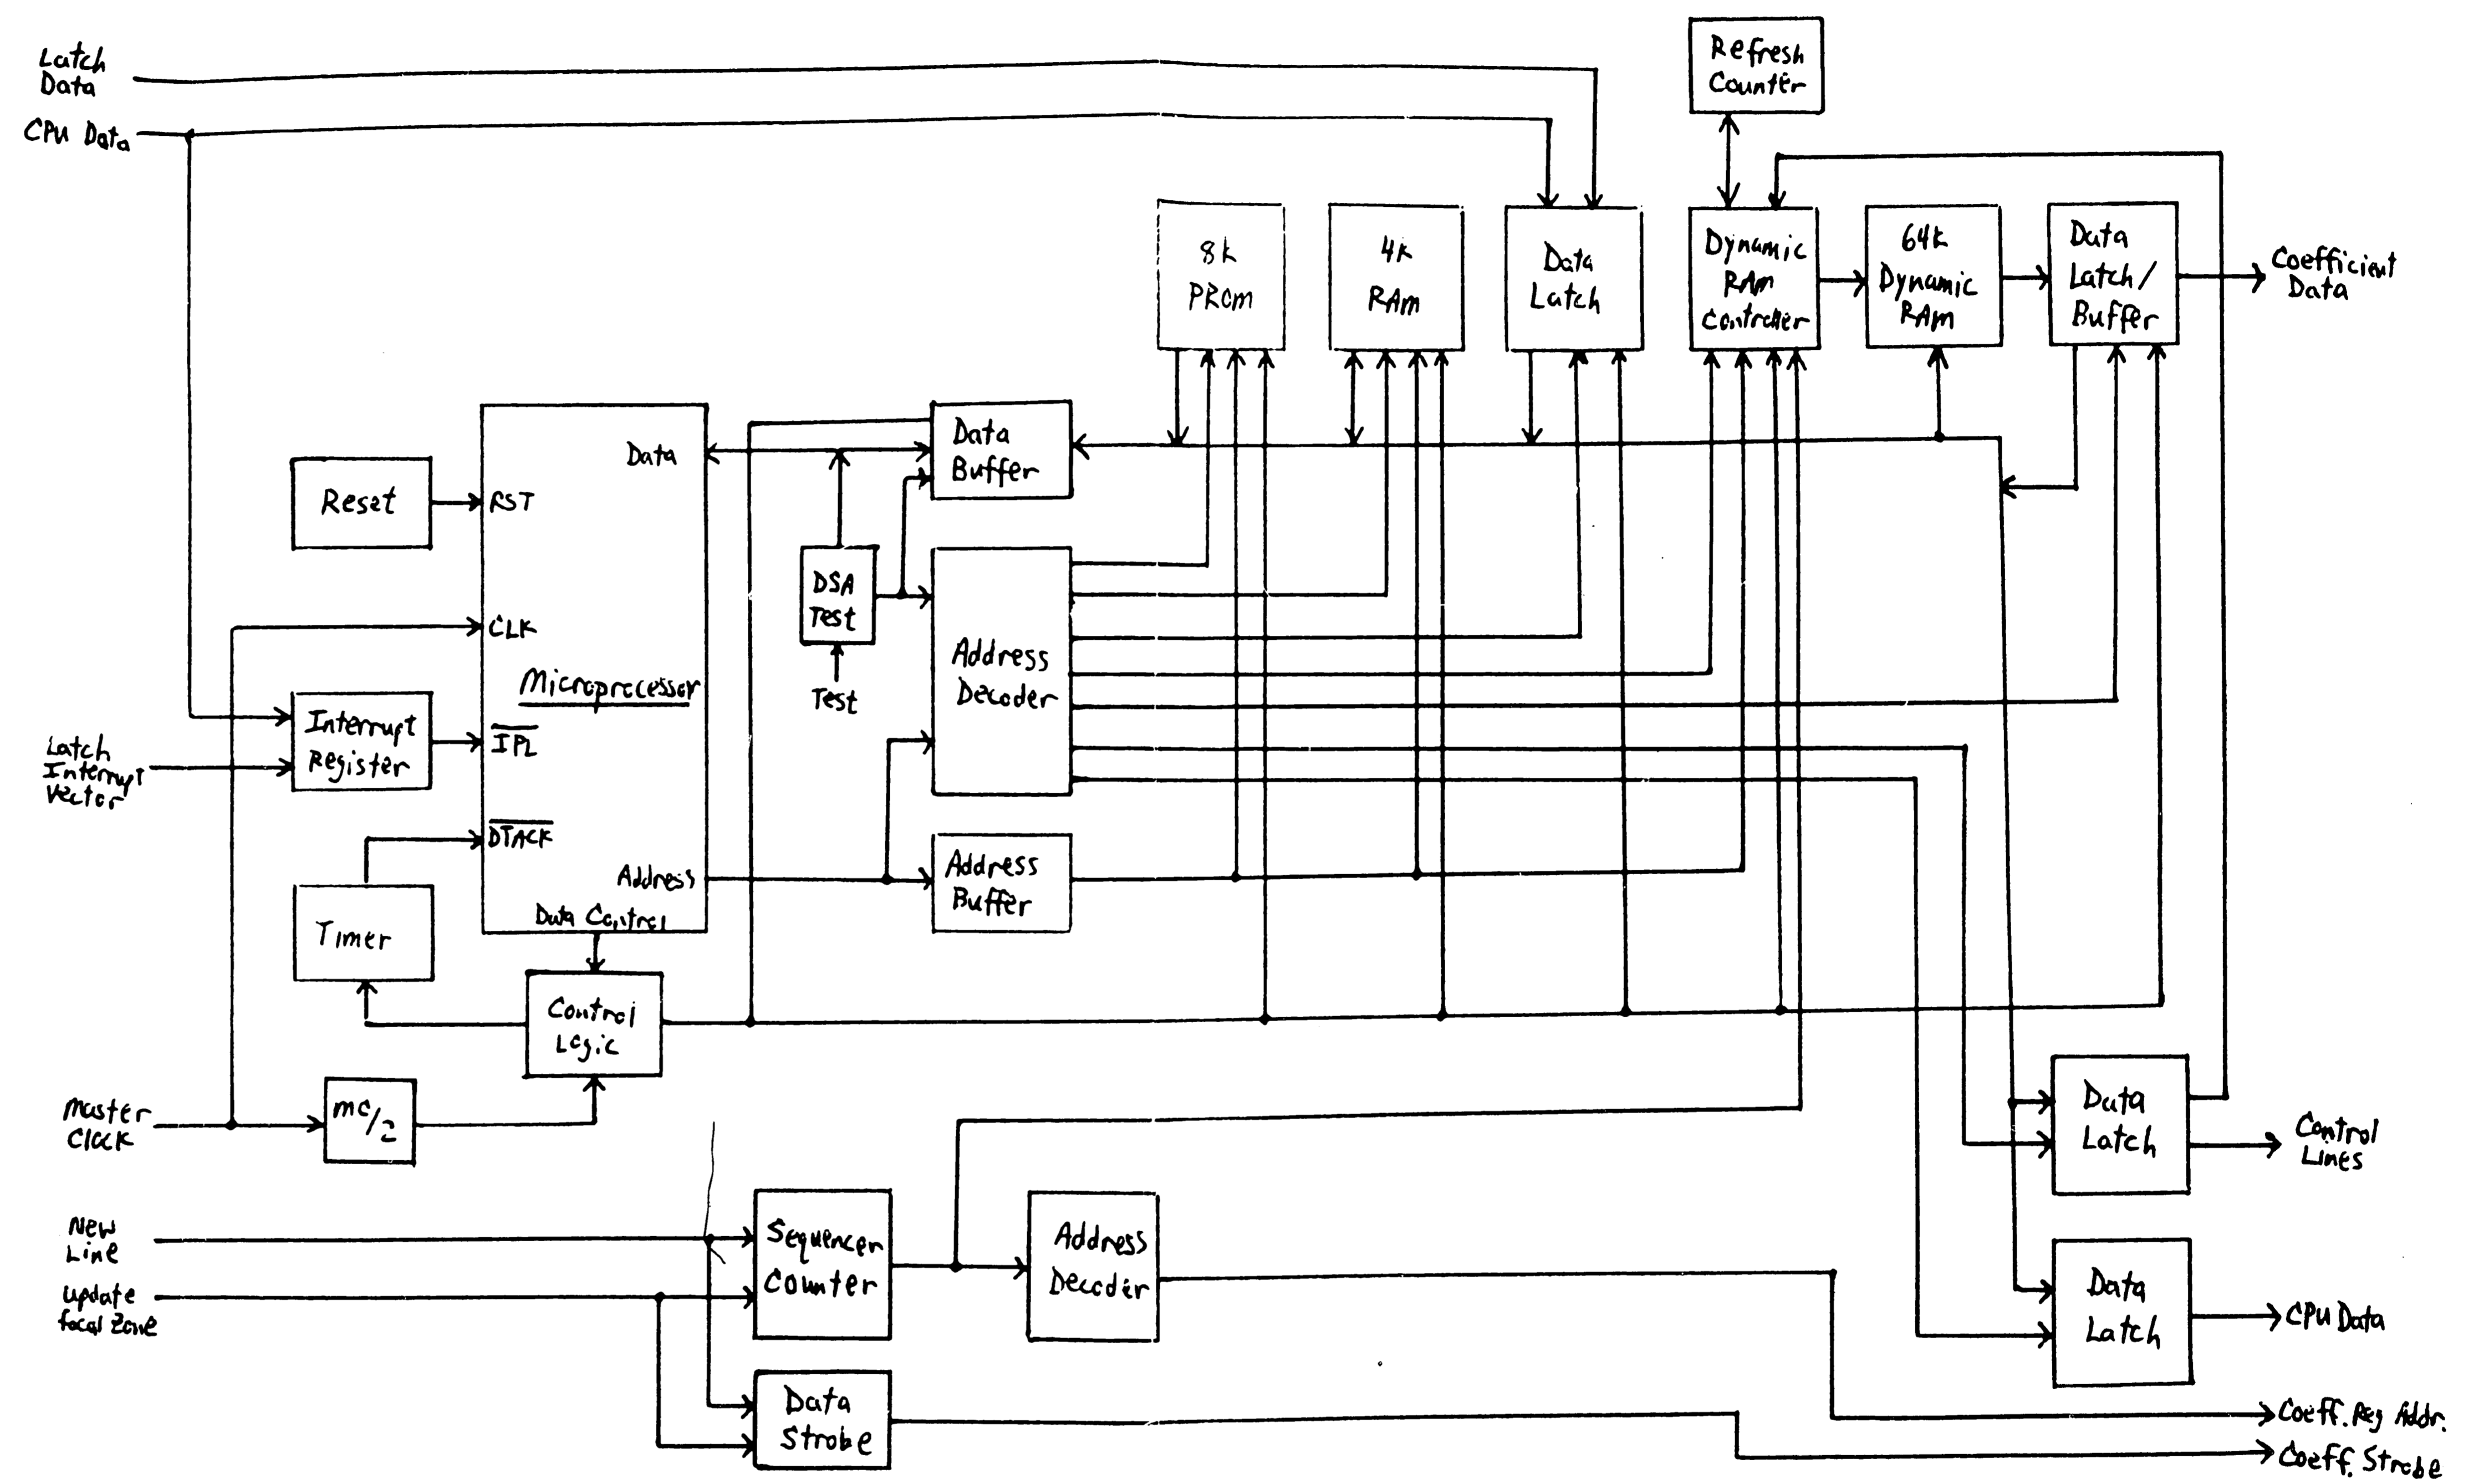 Latch
Data
CPU Data
Refresh
Counter
8k
PROM
4k
RAM
Data
Latch
Dynamic
RAM
Controller
64k
Dynamic
RAM
Data
Latch/
Buffer
Coefficient
Data
Reset
RST
Data
Data
Buffer
CLK
DSA
Test
Test
Microprocessor
Address
Decoder
Latch
Interrupt
Vector
Interrupt
Register
IPL
DTACK
Timer
Address
Data Control
Address
Buffer
Control
Logic
Master
Clock
MC/2
Data
Latch
Control
Lines
New
Line
Update
Focal Zone
Sequencer
Counter
Address
Decoder
Data
Latch
CPU Data
Data
Strobe
Coeff. Reg Addr.
Coeff. Strobe